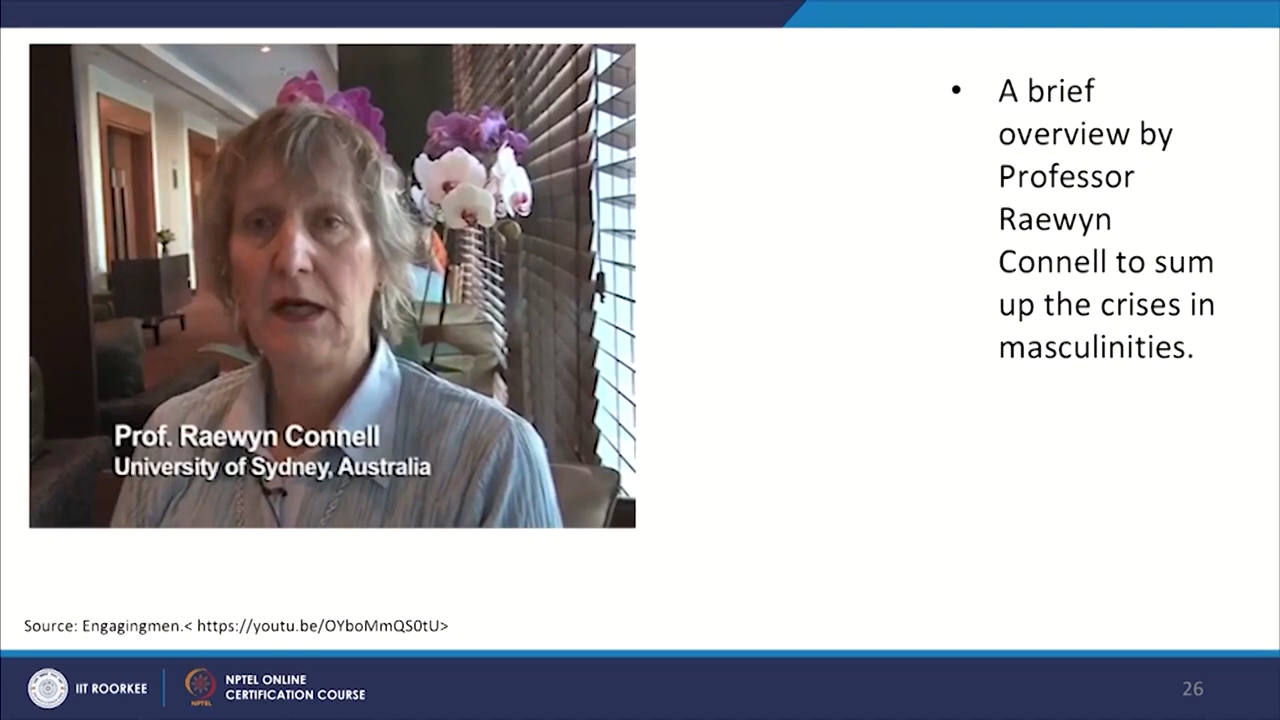 • A brief
overview by
Professor
Raewyn
Connell to sum
up the crises in
masculinities.
Prof. Raewyn Connell
University of Sydney, Australia
Source: Engagingmen.< https://youtu.be/OYboMmQS0tU>
IIT ROORKEE
NPTEL
NPTEL ONLINE
CERTIFICATION COURSE
26